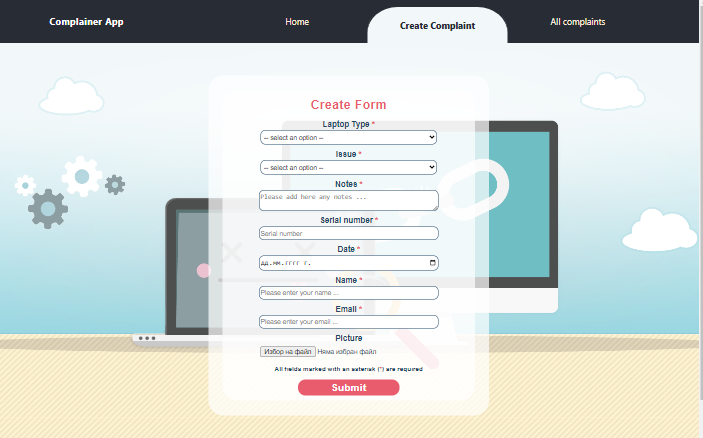 Complainer App
Home
Create Complaint
All complaints
Create Form
Laptop Type *
-- select an option --
Issue *
-- select an option --
Notes *
Please add here any notes ...
Serial number *
Serial number
Date *
дд.мм.гггг г.
Name *
Please enter your name ...
Email *
Please enter your email ...
Picture
Избор на файл Няма избран файл
All fields marked with an asterisk (*) are required
Submit